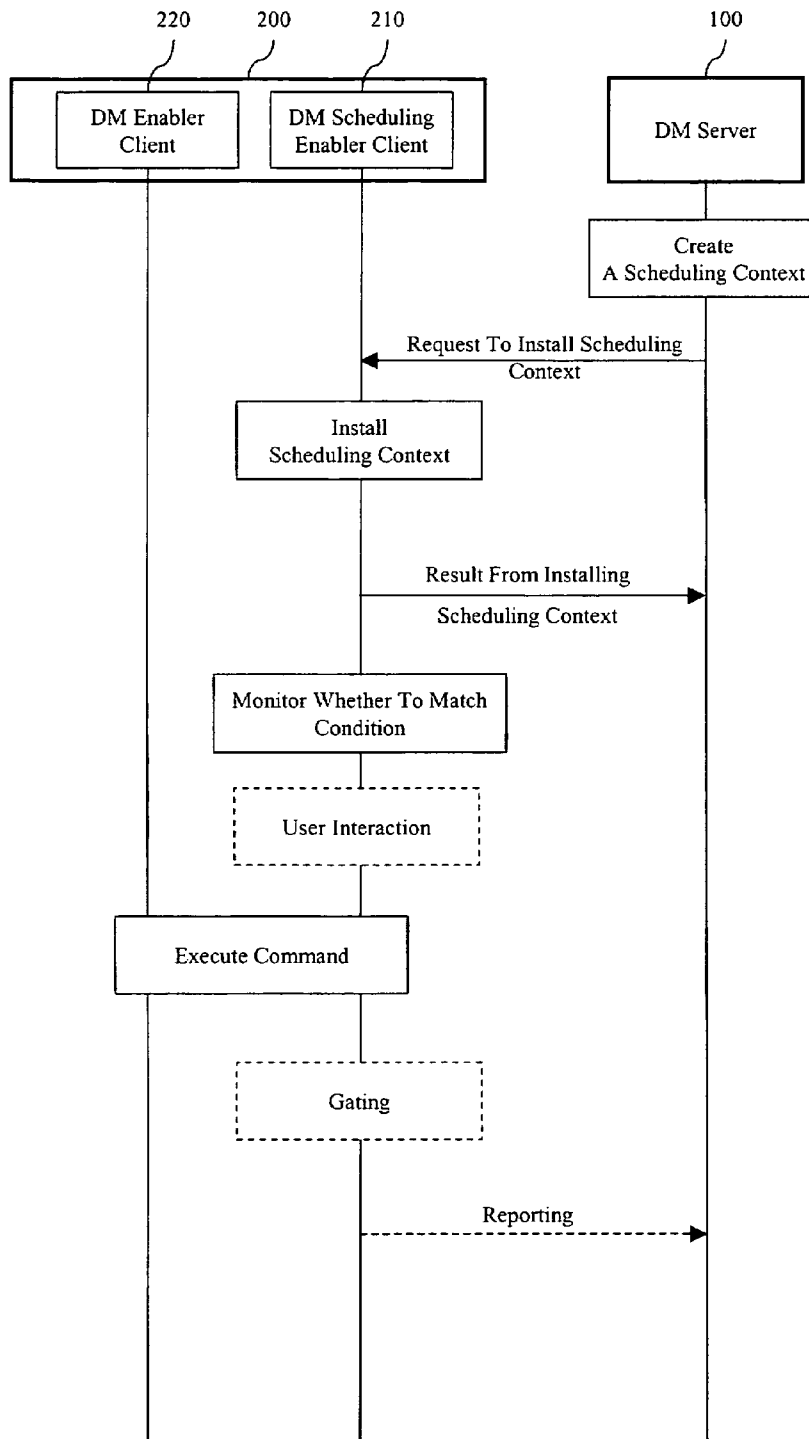 220
200
210
100
DM Enabler
Client
DM Scheduling
Enabler Client
DM Server
Create
A Scheduling Context
Request To Install Scheduling
Context
Install
Scheduling Context
Result From Installing
Scheduling Context
Monitor Whether To Match
Condition
User Interaction
Execute Command
Gating
Reporting